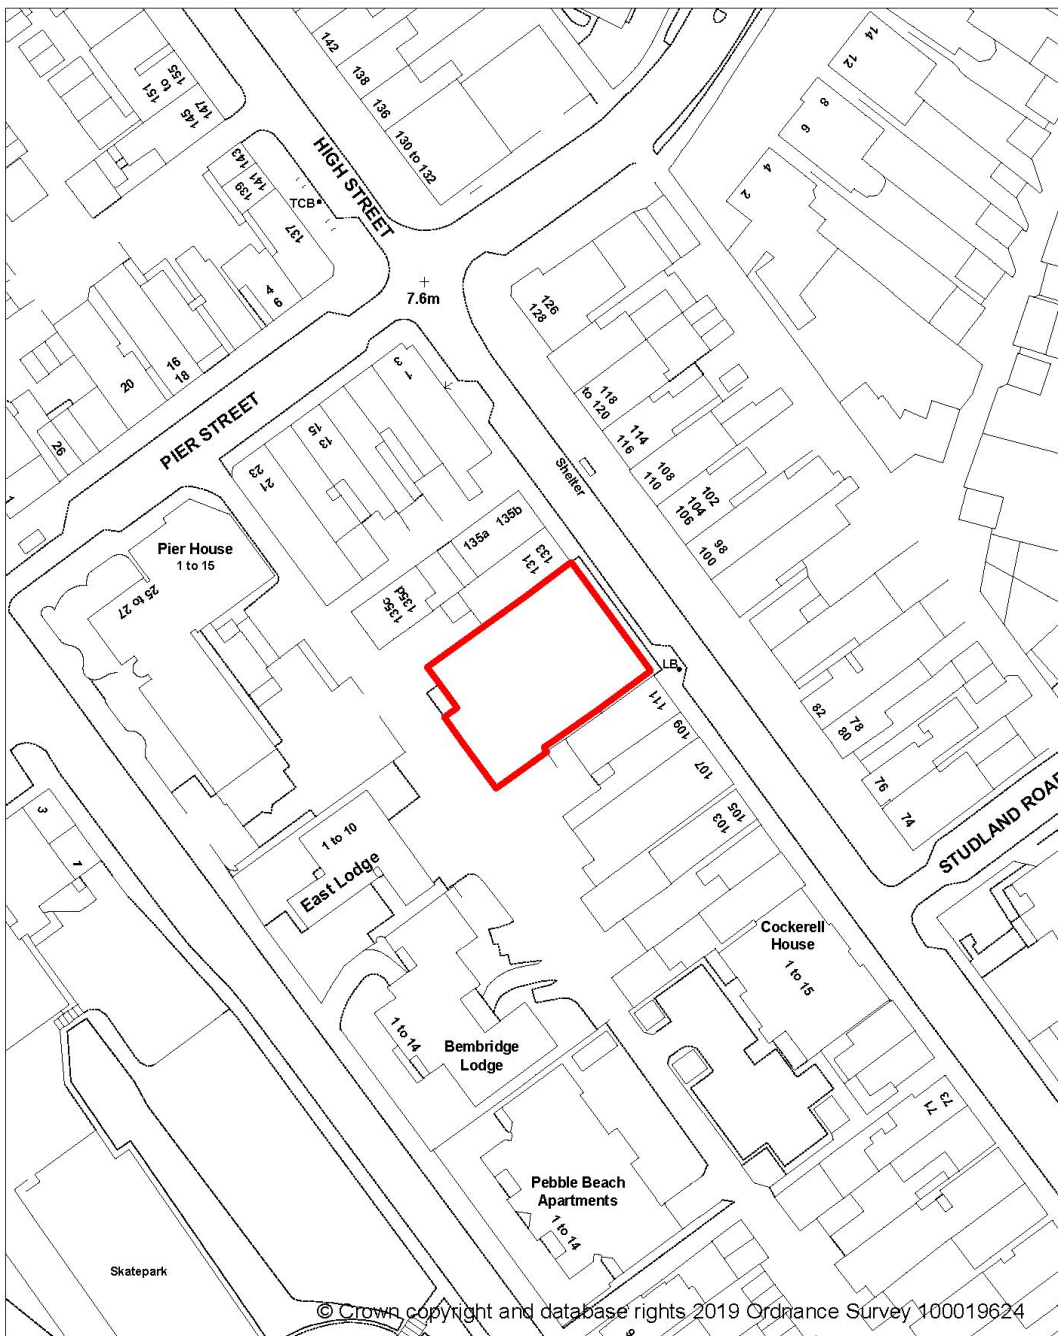 142
138
136
130 to 132
14
12
8
6
4
2
155
to
151
147
145
143
141
139
TCB
137
HIGH STREET
4
6
7.6m
126
128
16
18
20
26
1
PIER STREET
3
1
15
13
23
21
118
to 120
114
116
108
110
102
104
106
98
100
Shelter
135b
135a
133
131
135d
135c
Pier House
1 to 15
25 to 27
LB
111
109
107
105
103
82
78
80
76
74
STUDLAND ROAD
3
7
1 to 10
East Lodge
Cockerell
House
1 to 15
1 to 14
Bembridge
Lodge
73
71
Pebble Beach
Apartments
1 to 14
Skatepark
© Crown copyright and database rights 2019 Ordnance Survey 100019624